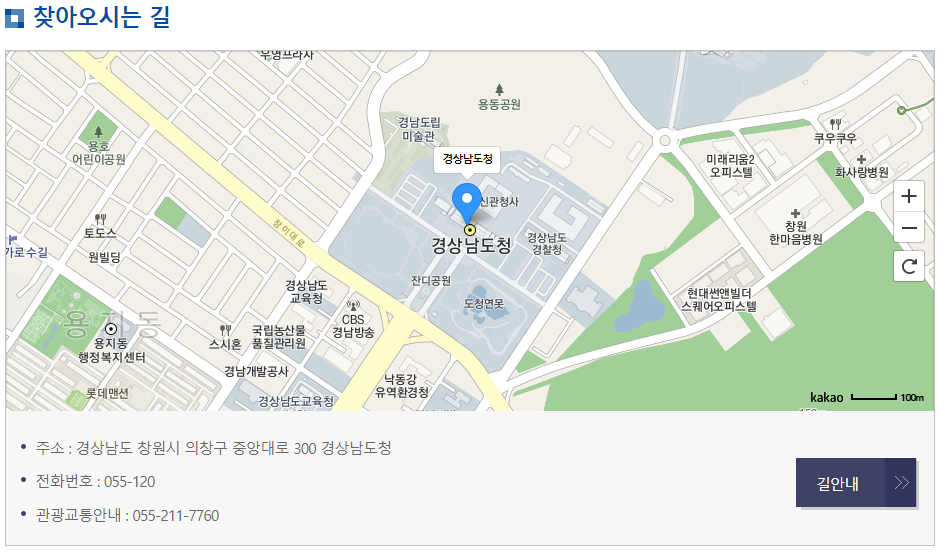 찾아오시는 길
우영프라자
용동공원
경남도립
미술관
용호
어린이공원
쿠우쿠우
미래리움2
오피스텔
화사랑병원
경상남도청
신관청사
토도스
창이대로
창원
한마음병원
가로수길
원빌딩
경상남도청
경상남도
경찰청
잔디공원
경상남도
교육청
도청연못
현대썬앤빌더
스퀘어오피스텔
CBS
경남방송
용지동
용지동
행정복지센터
스시혼
국립농산물
품질관리원
경남개발공사
낙동강
유역환경청
롯데맨션
경상남도교육청
kakao 100m
주소 : 경상남도 창원시 의창구 중앙대로 300 경상남도청
전화번호 : 055-120
관광교통안내 : 055-211-7760
길안내